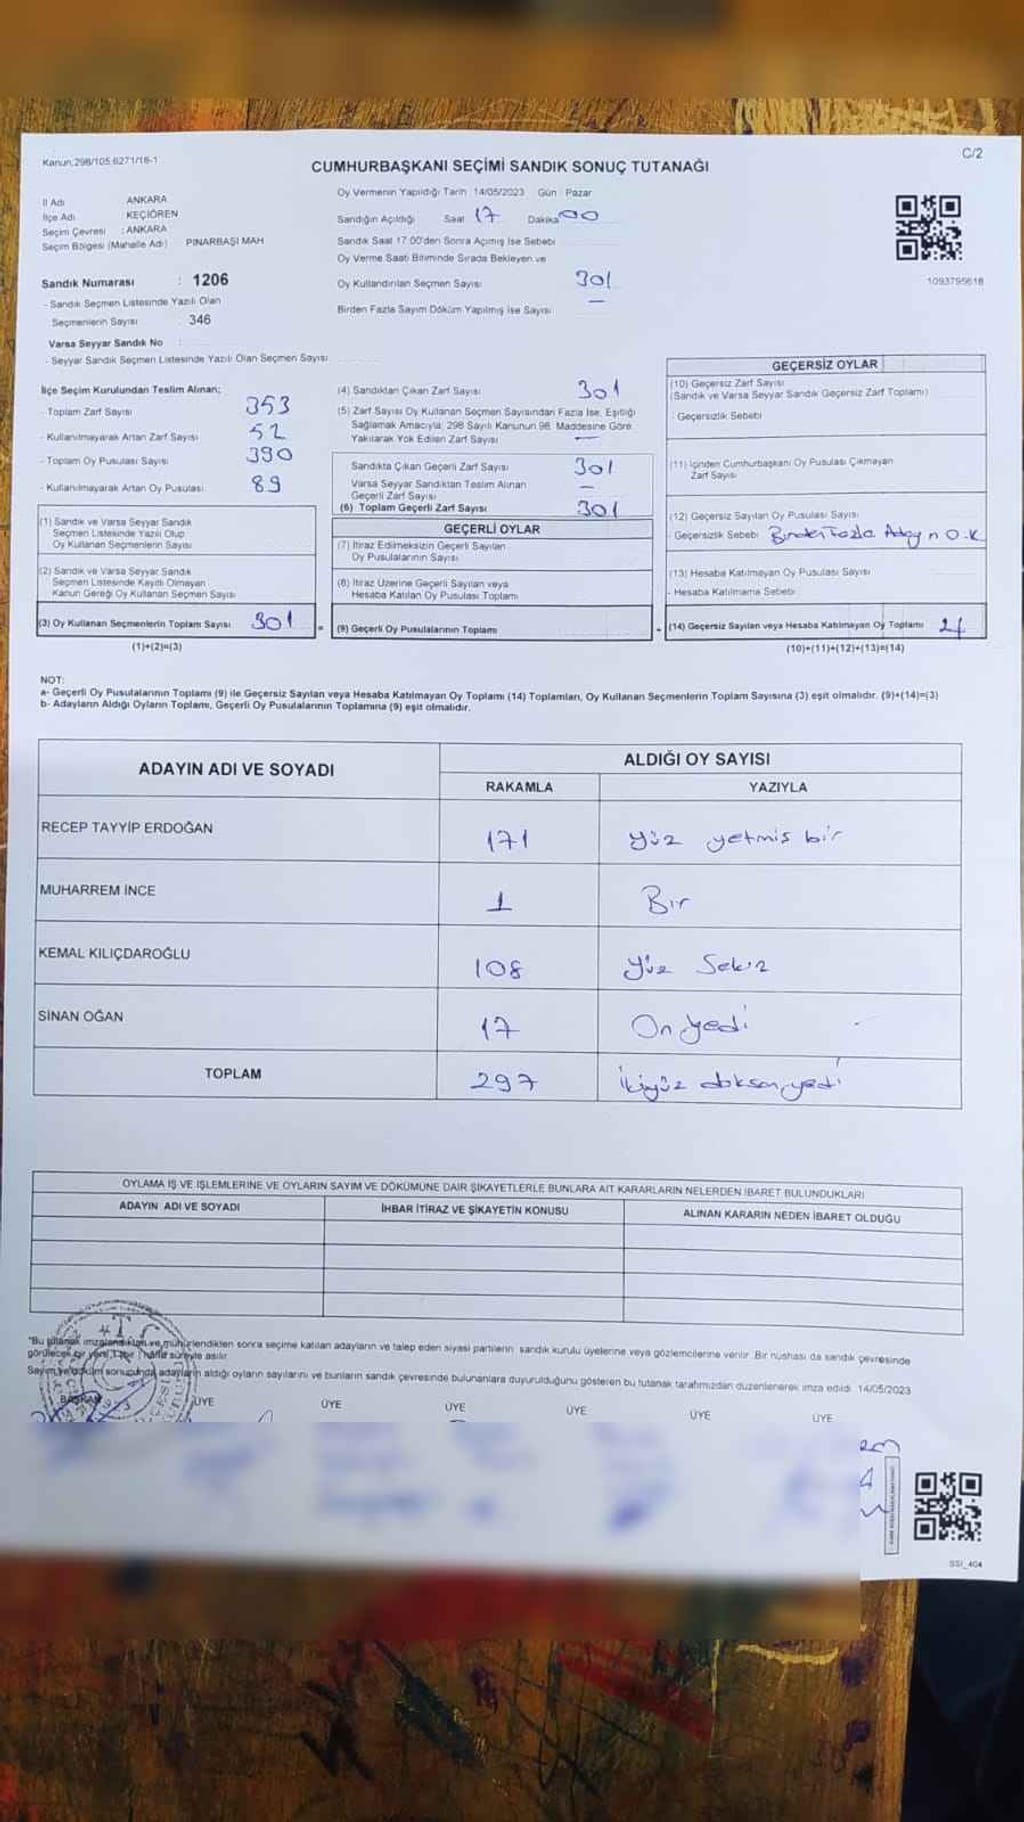 Kanun:298/105 6271/16-1
C/2
CUMHURBAŞKANI SEÇİMİ SANDIK SONUÇ TUTANAĞI
İl Adı ANKARA
İlçe Adı KEÇİÖREN
Seçim Çevresi : ANKARA
Seçim Bölgesi (Mahalle Adı) PINARBAŞI MAH
Oy Vermenin Yapıldığı Tarih 14/05/2023 Gün Pazar
Sandığın Açıldığı Saat 17 Dakika 00
Sandık Saat 17 00'den Sonra Açmış İse Sebebi
Oy Verme Saati Bitiminde Sırada Bekleyen ve
Oy Kullandırılan Seçmen Sayısı 301
Birden Fazla Sayım Döküm Yapılmış İse Sayısı —
1093795618
Sandık Numarası : 1206
- Sandık Seçmen Listesinde Yazılı Olan
Seçmenlerin Sayısı 346
Varsa Seyyar Sandık No
- Seyyar Sandık Seçmen Listesinde Yazılı Olan Seçmen Sayısı
İlçe Seçim Kurulundan Teslim Alınan;
- Toplam Zarf Sayısı 353
- Kullanılmayarak Artan Zarf Sayısı 52
- Toplam Oy Pusulası Sayısı 390
- Kullanılmayarak Artan Oy Pusulası 89
(1) Sandık ve Varsa Seyyar Sandık
Seçmen Listesinde Yazılı Olup
Oy Kullanan Seçmenlerin Sayısı
(2) Sandık ve Varsa Seyyar Sandık
Seçmen Listesinde Kayıtlı Olmayan
Kanun Gereği Oy Kullanan Seçmen Sayısı
(3) Oy Kullanan Seçmenlerin Toplam Sayısı 301 =
(1)+(2)=(3)
(4) Sandıktan Çıkan Zarf Sayısı 301
(5) Zarf Sayısı Oy Kullanan Seçmen Sayısından Fazla İse, Eşitliği
Sağlamak Amacıyla, 298 Sayılı Kanunun 98. Maddesine Göre
Yakılarak Yok Edilen Zarf Sayısı —
Sandıkta Çıkan Geçerli Zarf Sayısı 301
Varsa Seyyar Sandıktan Teslim Alınan
Geçerli Zarf Sayısı —
(6) Toplam Geçerli Zarf Sayısı 301
GEÇERLİ OYLAR
(7) İtiraz Edilmeksizin Geçerli Sayılan
Oy Pusulalarının Sayısı
(8) İtiraz Üzerine Geçerli Sayılan veya
Hesaba Katılan Oy Pusulası Toplamı
(9) Geçerli Oy Pusulalarının Toplamı
GEÇERSİZ OYLAR
(10) Geçersiz Zarf Sayısı
(Sandık ve Varsa Seyyar Sandık Geçersiz Zarf Toplamı)
Geçersizlik Sebebi
(11) İçinden Cumhurbaşkanı Oy Pusulası Çıkmayan
Zarf Sayısı
(12) Geçersiz Sayılan Oy Pusulası Sayısı
- Geçersizlik Sebebi Birden Fazla
(13) Hesaba Katılmayan Oy Pusulası Sayısı
- Hesaba Katılmama Sebebi
(14) Geçersiz Sayılan veya Hesaba Katılmayan Oy Toplamı 4
(10)+(11)+(12)+(13)=(14)
NOT:
a- Geçerli Oy Pusulalarının Toplamı (9) ile Geçersiz Sayılan veya Hesaba Katılmayan Oy Toplamı (14) Toplamları, Oy Kullanan Seçmenlerin Toplam Sayısına (3) eşit olmalıdır. (9)+(14)=(3)
b- Adayların Aldığı Oyların Toplamı, Geçerli Oy Pusulalarının Toplamına (9) eşit olmalıdır.
ADAYIN ADI VE SOYADI
ALDIĞI OY SAYISI
RAKAMLA YAZIYLA
RECEP TAYYİP ERDOĞAN 171 yüz yetmiş bir
MUHARREM İNCE 1 Bir
KEMAL KILIÇDAROĞLU 108 yüz Sekiz
SİNAN OĞAN 17 On yedi
TOPLAM 297 ikiyüz doksan yedi
OYLAMA İŞ VE İŞLEMLERİNE VE OYLARIN SAYIM VE DÖKÜMÜNE DAİR ŞİKAYETLERLE BUNLARA AİT KARARLARIN NELERDEN İBARET BULUNDUKLARI
ADAYIN ADI VE SOYADI İHBAR İTİRAZ VE ŞİKAYETİN KONUSU ALINAN KARARIN NEDEN İBARET OLDUĞU
"Bu tutanak imzalandıktan ve mühürlendikten sonra seçime katılan adayların ve talep eden siyasi partilerin sandık kurulu üyelerine veya gözlemcilerine verilir. Bir nüshası da sandık çevresinde
görülecek bir yere 1 hafta süreyle asılır
Sayım ve döküm sonucunda adayların aldığı oyların sayılarını ve bunların sandık çevresinde bulunanlara duyurulduğunu gösteren bu tutanak tarafımızdan düzenlenerek imza edildi. 14/05/2023
BAŞKAN ÜYE ÜYE ÜYE ÜYE ÜYE ÜYE
SSI_404